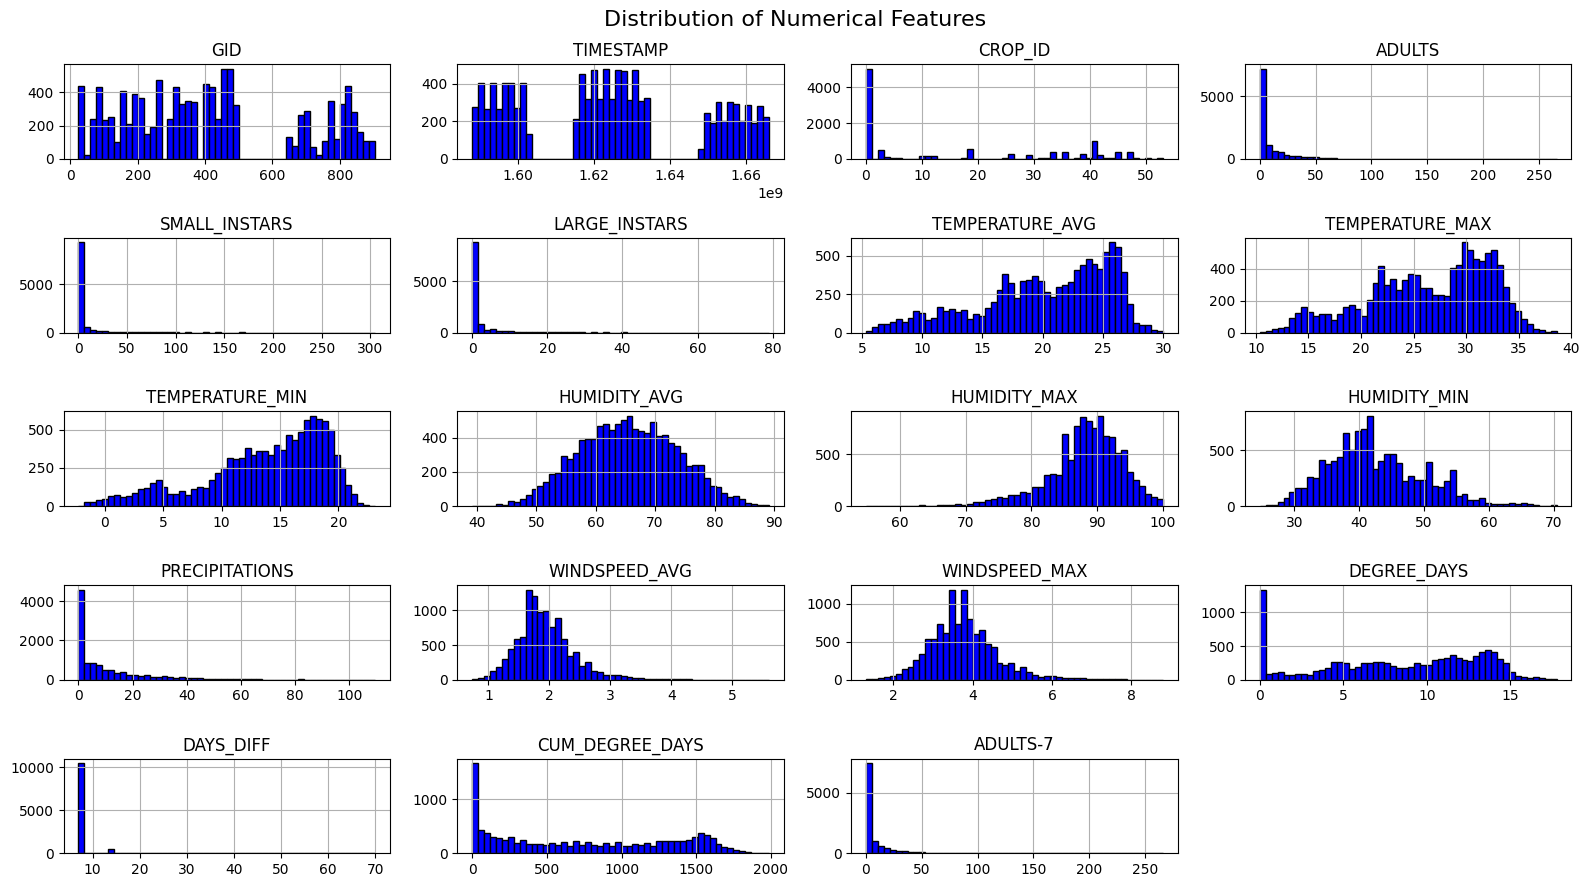 Distribution of Numerical Features
GID TIMESTAMP CROP_ID ADULTS
400
200
0
0 200 400 600 800
400
200
0
1.60 1.62 1.64 1.66
1e9
4000
2000
0
0 10 20 30 40 50
5000
0
0 50 100 150 200 250
SMALL_INSTARS LARGE_INSTARS TEMPERATURE_AVG TEMPERATURE_MAX
5000
0
0 50 100 150 200 250 300
5000
0
0 20 40 60 80
500
250
0
5 10 15 20 25 30
400
200
0
10 15 20 25 30 35 40
TEMPERATURE_MIN HUMIDITY_AVG HUMIDITY_MAX HUMIDITY_MIN
500
250
0
0 5 10 15 20
400
200
0
40 50 60 70 80 90
500
0
60 70 80 90 100
500
0
30 40 50 60 70
PRECIPITATIONS WINDSPEED_AVG WINDSPEED_MAX DEGREE_DAYS
4000
2000
0
0 20 40 60 80 100
1000
500
0
1 2 3 4 5
1000
500
0
2 4 6 8
1000
500
0
0 5 10 15
DAYS_DIFF CUM_DEGREE_DAYS ADULTS-7
10000
5000
0
10 20 30 40 50 60 70
1000
0
0 500 1000 1500 2000
5000
0
0 50 100 150 200 250